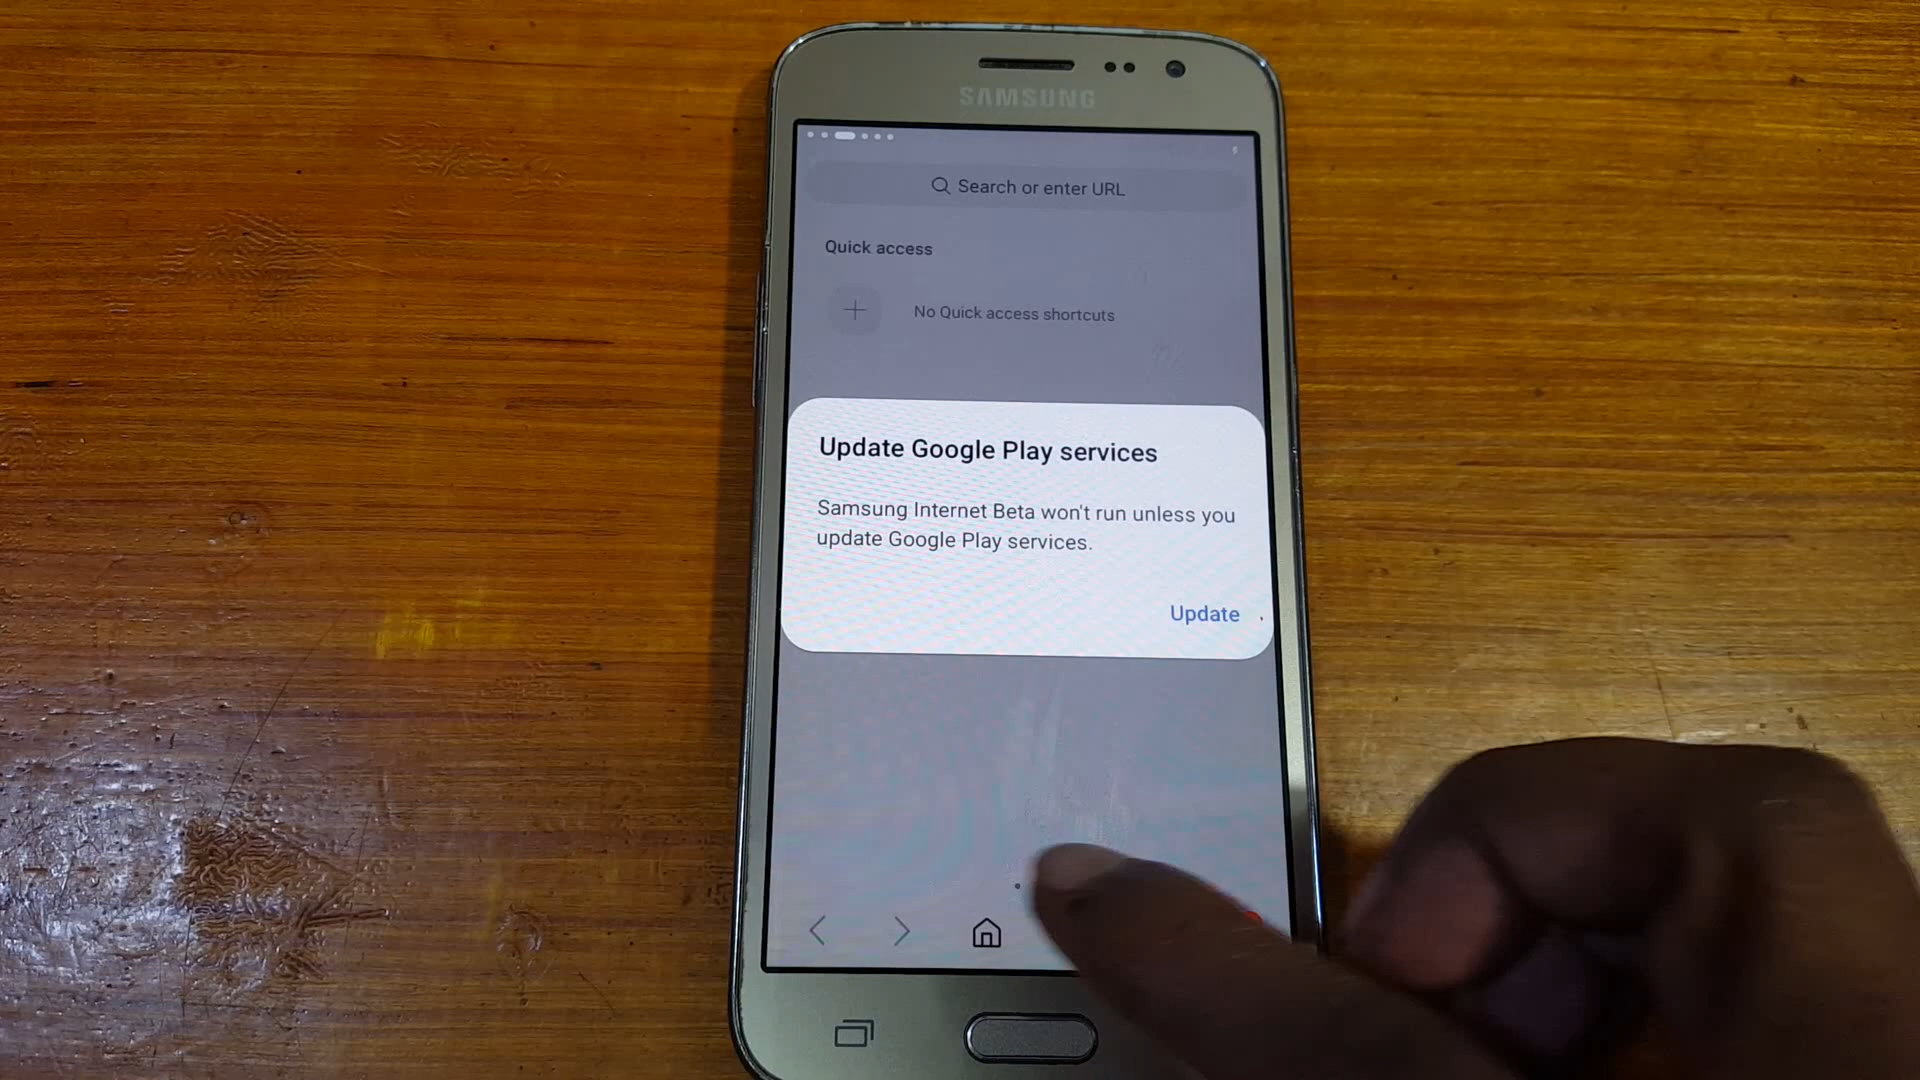 SAMSUNG
Search or enter URL
Quick access
No Quick access shortcuts
Update Google Play services
Samsung Internet Beta won't run unless you
update Google Play services.
Update